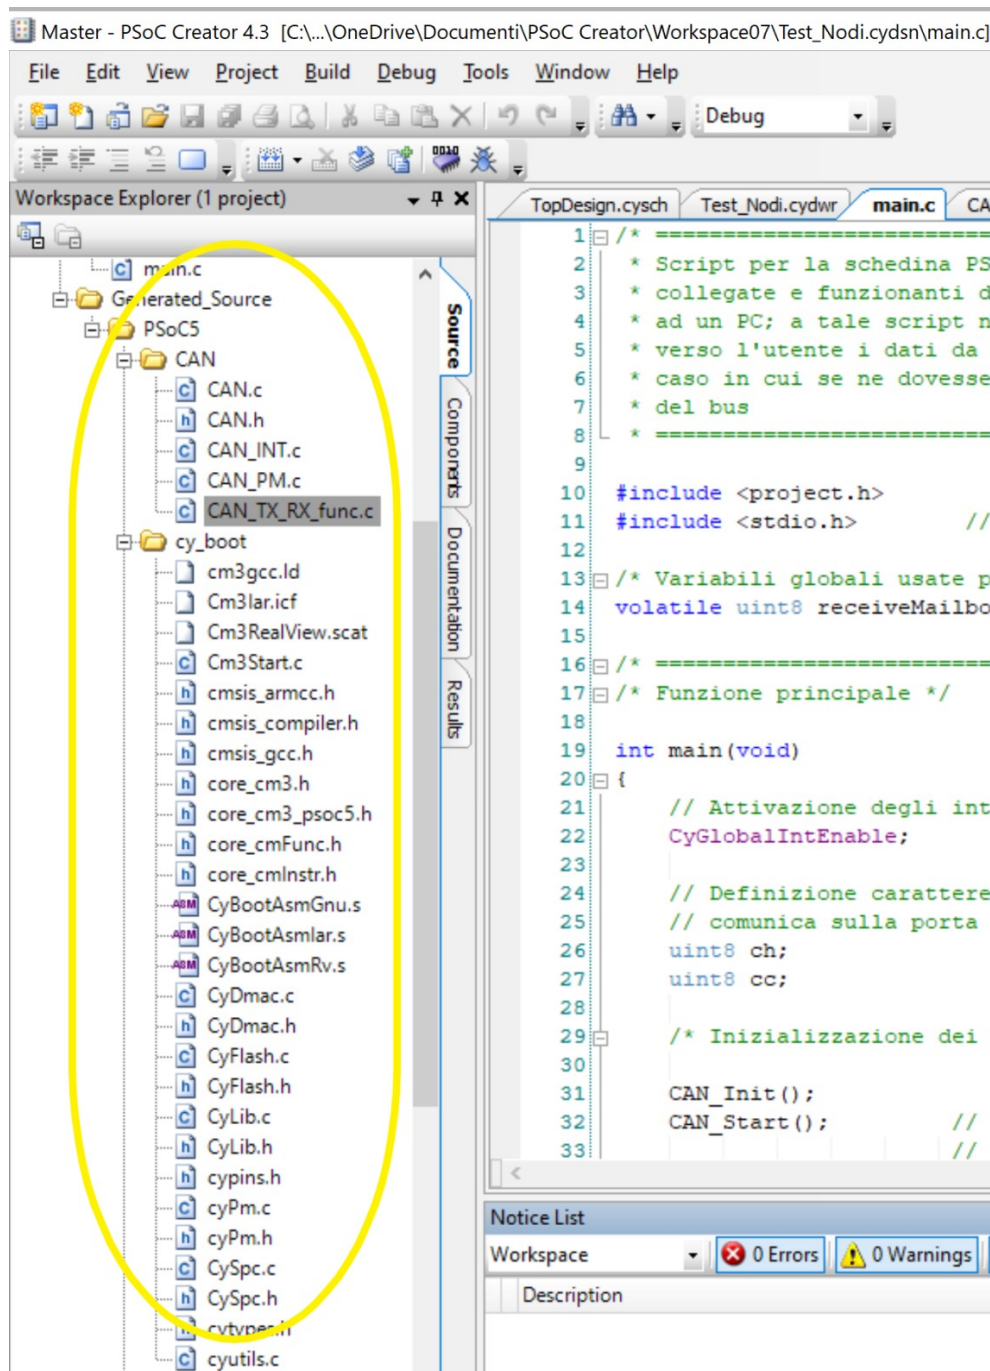 Master - PSoC Creator 4.3 [C:\...\OneDrive\Documenti\PSoC Creator\Workspace07\Test_Nodi.cydsn\main.c]
File Edit View Project Build Debug Tools Window Help
Debug
Workspace Explorer (1 project)
main.c
Generated_Source
PSoC5
CAN
CAN.c
CAN.h
CAN_INT.c
CAN_PM.c
CAN_TX_RX_func.c
cy_boot
cm3gcc.ld
Cm3Iar.icf
Cm3RealView.scat
Cm3Start.c
cmsis_armcc.h
cmsis_compiler.h
cmsis_gcc.h
core_cm3.h
core_cm3_psoc5.h
core_cmFunc.h
core_cmInstr.h
CyBootAsmGnu.s
CyBootAsmIar.s
CyBootAsmRv.s
CyDmac.c
CyDmac.h
CyFlash.c
CyFlash.h
CyLib.c
CyLib.h
cypins.h
cyPm.c
cyPm.h
CySpc.c
CySpc.h
cytypes.h
cyutils.c
Source
Components
Documentation
Results
TopDesign.cysch Test_Nodi.cydwr main.c CA
1 /* =========================
2 * Script per la schedina PS
3 * collegate e funzionanti d
4 * ad un PC; a tale script n
5 * verso l'utente i dati da
6 * caso in cui se ne dovesse
7 * del bus
8 * =========================
9
10 #include <project.h>
11 #include <stdio.h> //
12
13 /* Variabili globali usate p
14 volatile uint8 receiveMailbo
15
16 /* =========================
17 /* Funzione principale */
18
19 int main(void)
20 {
21 // Attivazione degli int
22 CyGlobalIntEnable;
23
24 // Definizione carattere
25 // comunica sulla porta
26 uint8 ch;
27 uint8 cc;
28
29 /* Inizializzazione dei
30
31 CAN_Init();
32 CAN_Start(); //
33 //
Notice List
Workspace 0 Errors 0 Warnings
Description